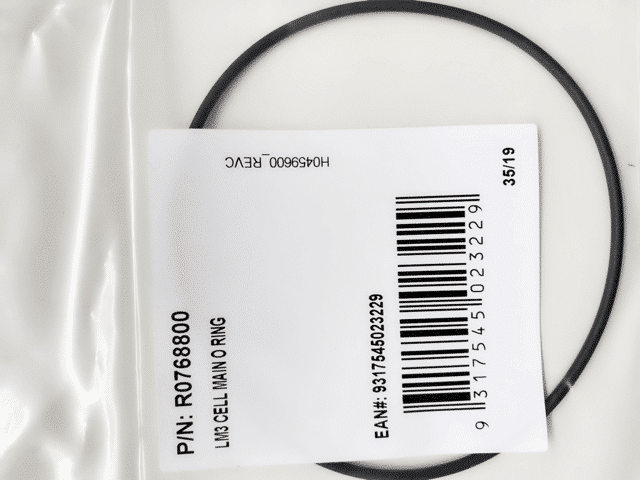 P/N: R0768800
LM3 CELL MAIN O RING
H0459600_REVC
EAN#: 9317545023229
9 317545 023229
35/19